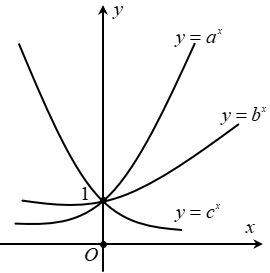 y
y = a^x
y = b^x
1
y = c^x
x
O